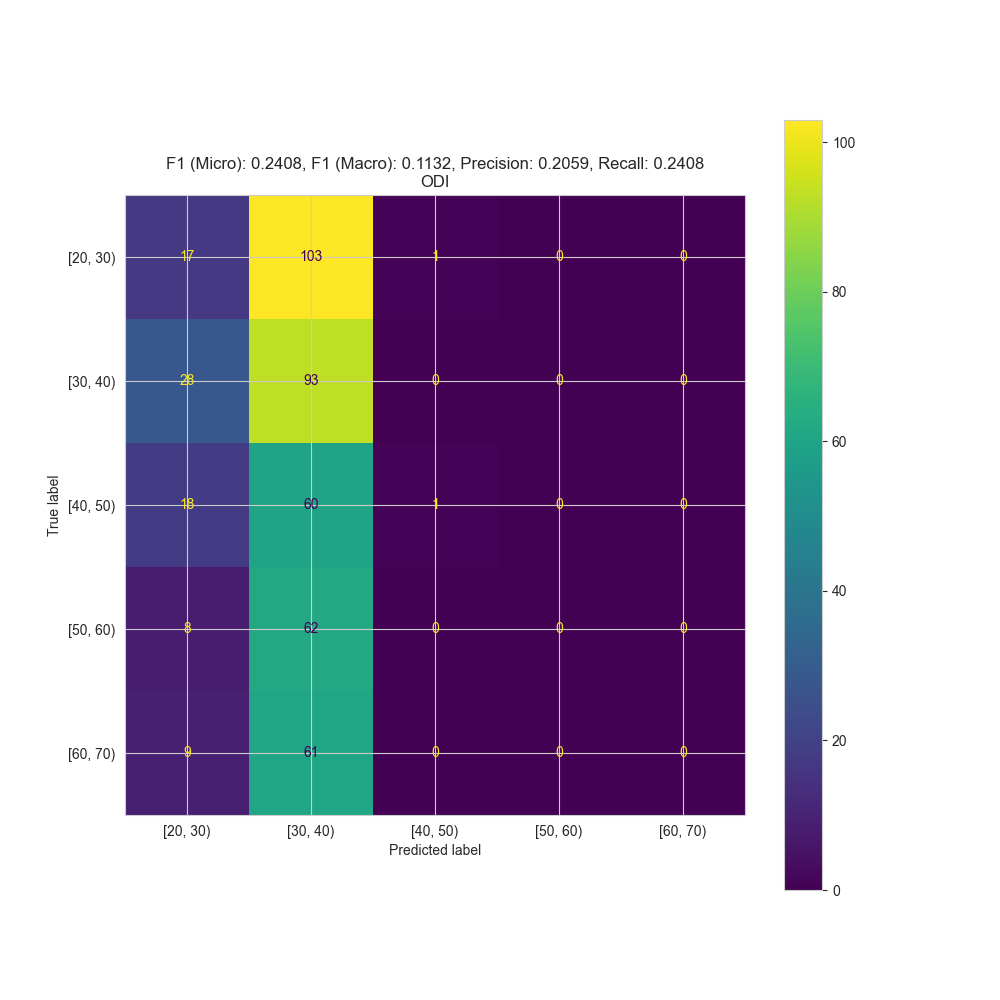 F1 (Micro): 0.2408, F1 (Macro): 0.1132, Precision: 0.2059, Recall: 0.2408
ODI
True label
[20, 30) 17 103 1 0 0
[30, 40) 28 93 0 0 0
[40, 50) 18 60 1 0 0
[50, 60) 8 62 0 0 0
[60, 70) 9 61 0 0 0
[20, 30) [30, 40) [40, 50) [50, 60) [60, 70)
Predicted label
100
80
60
40
20
0